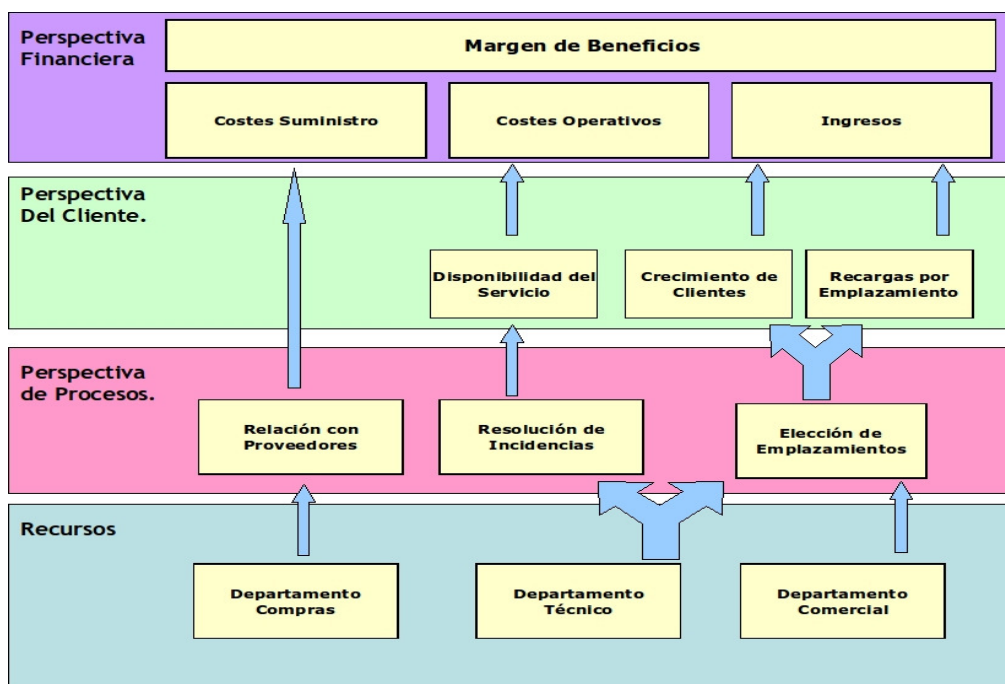 Perspectiva
Financiera
Margen de Beneficios
Costes Suministro
Costes Operativos
Ingresos
Perspectiva
Del Cliente.
Disponibilidad del
Servicio
Crecimiento de
Clientes
Recargas por
Emplazamiento
Perspectiva
de Procesos.
Relación con
Proveedores
Resolución de
Incidencias
Elección de
Emplazamientos
Recursos
Departamento
Compras
Departamento
Técnico
Departamento
Comercial